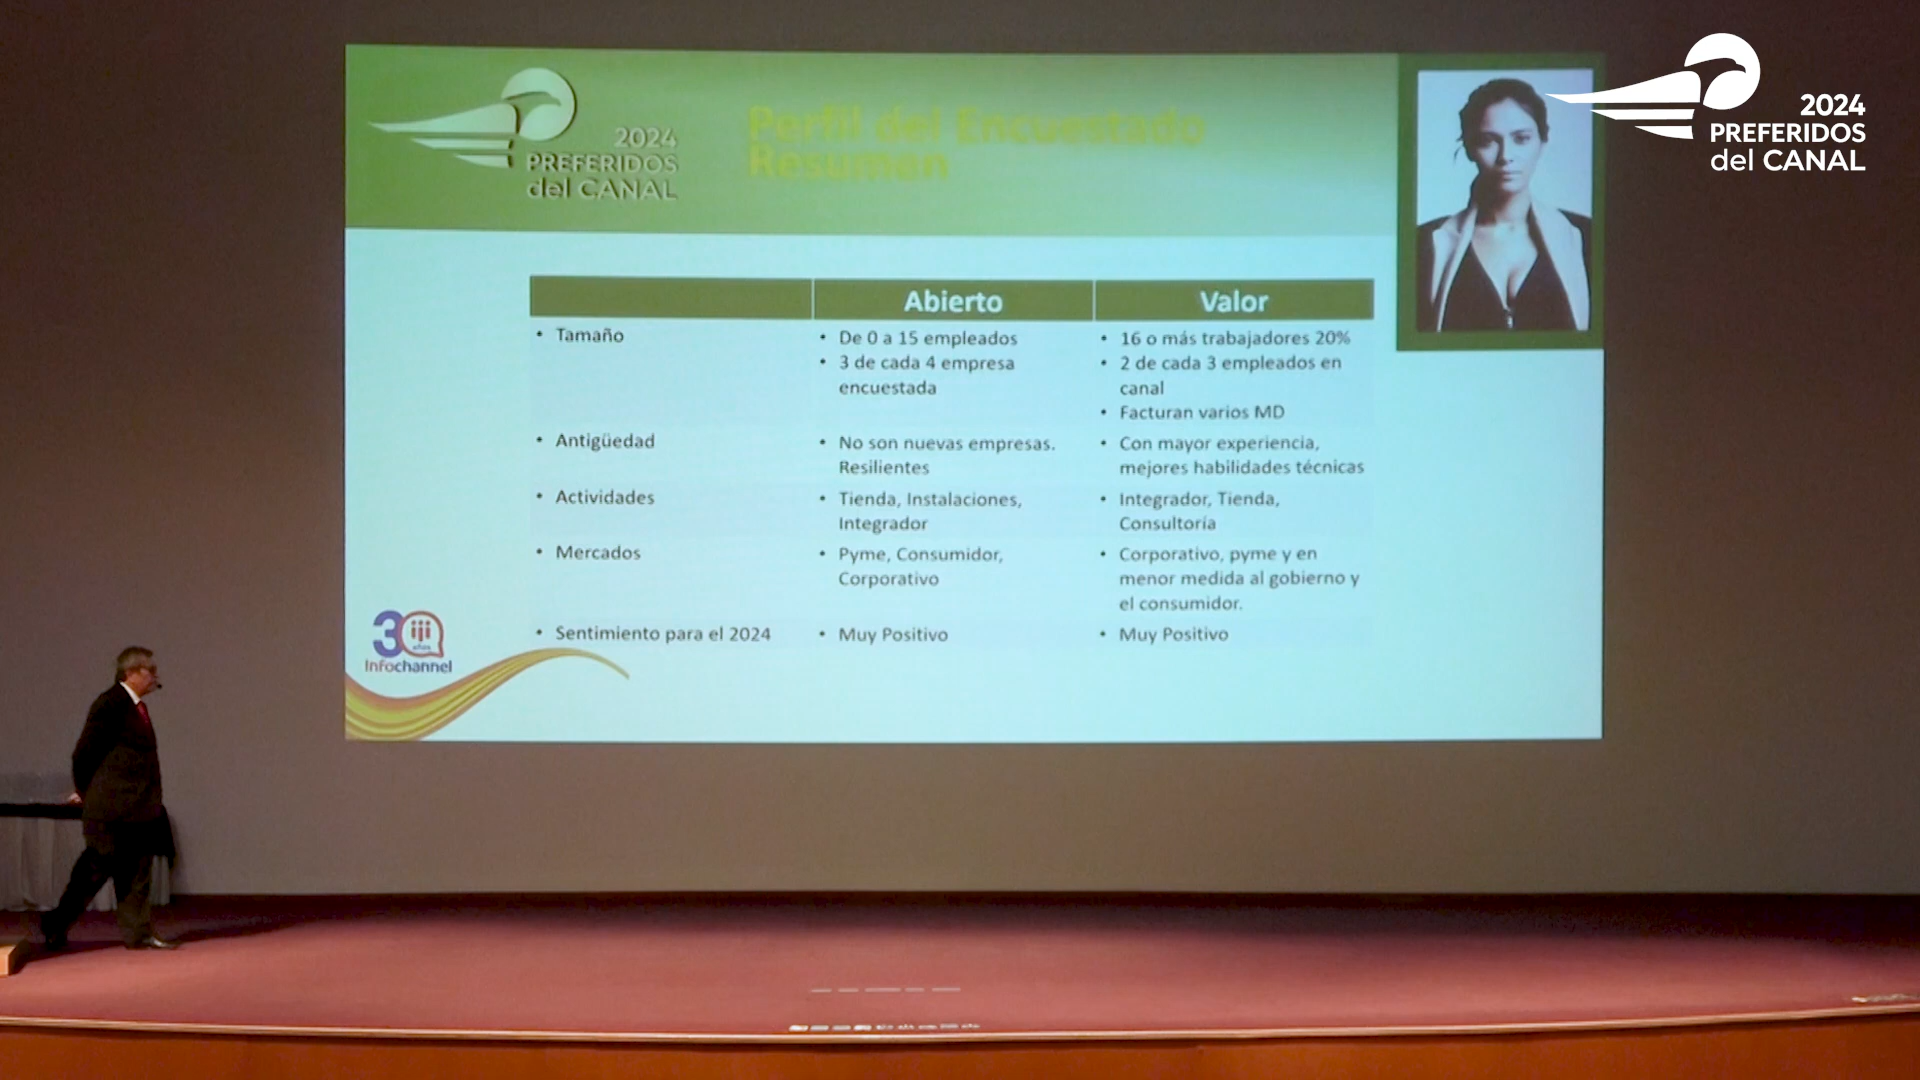 2024
PREFERIDOS
del CANAL
2024
PREFERIDOS
del CANAL
Perfil del Encuestado
Resumen
Abierto
Valor
• Tamaño
• De 0 a 15 empleados
• 3 de cada 4 empresa
encuestada
• 16 o más trabajadores 20%
• 2 de cada 3 empleados en
canal
• Facturan varios MD
• Antigüedad
• No son nuevas empresas.
Resilientes
• Con mayor experiencia,
mejores habilidades técnicas
• Actividades
• Tienda, Instalaciones,
Integrador
• Integrador, Tienda,
Consultoría
• Mercados
• Pyme, Consumidor,
Corporativo
• Corporativo, pyme y en
menor medida al gobierno y
el consumidor.
• Sentimiento para el 2024
• Muy Positivo
• Muy Positivo
30
años
Infochannel